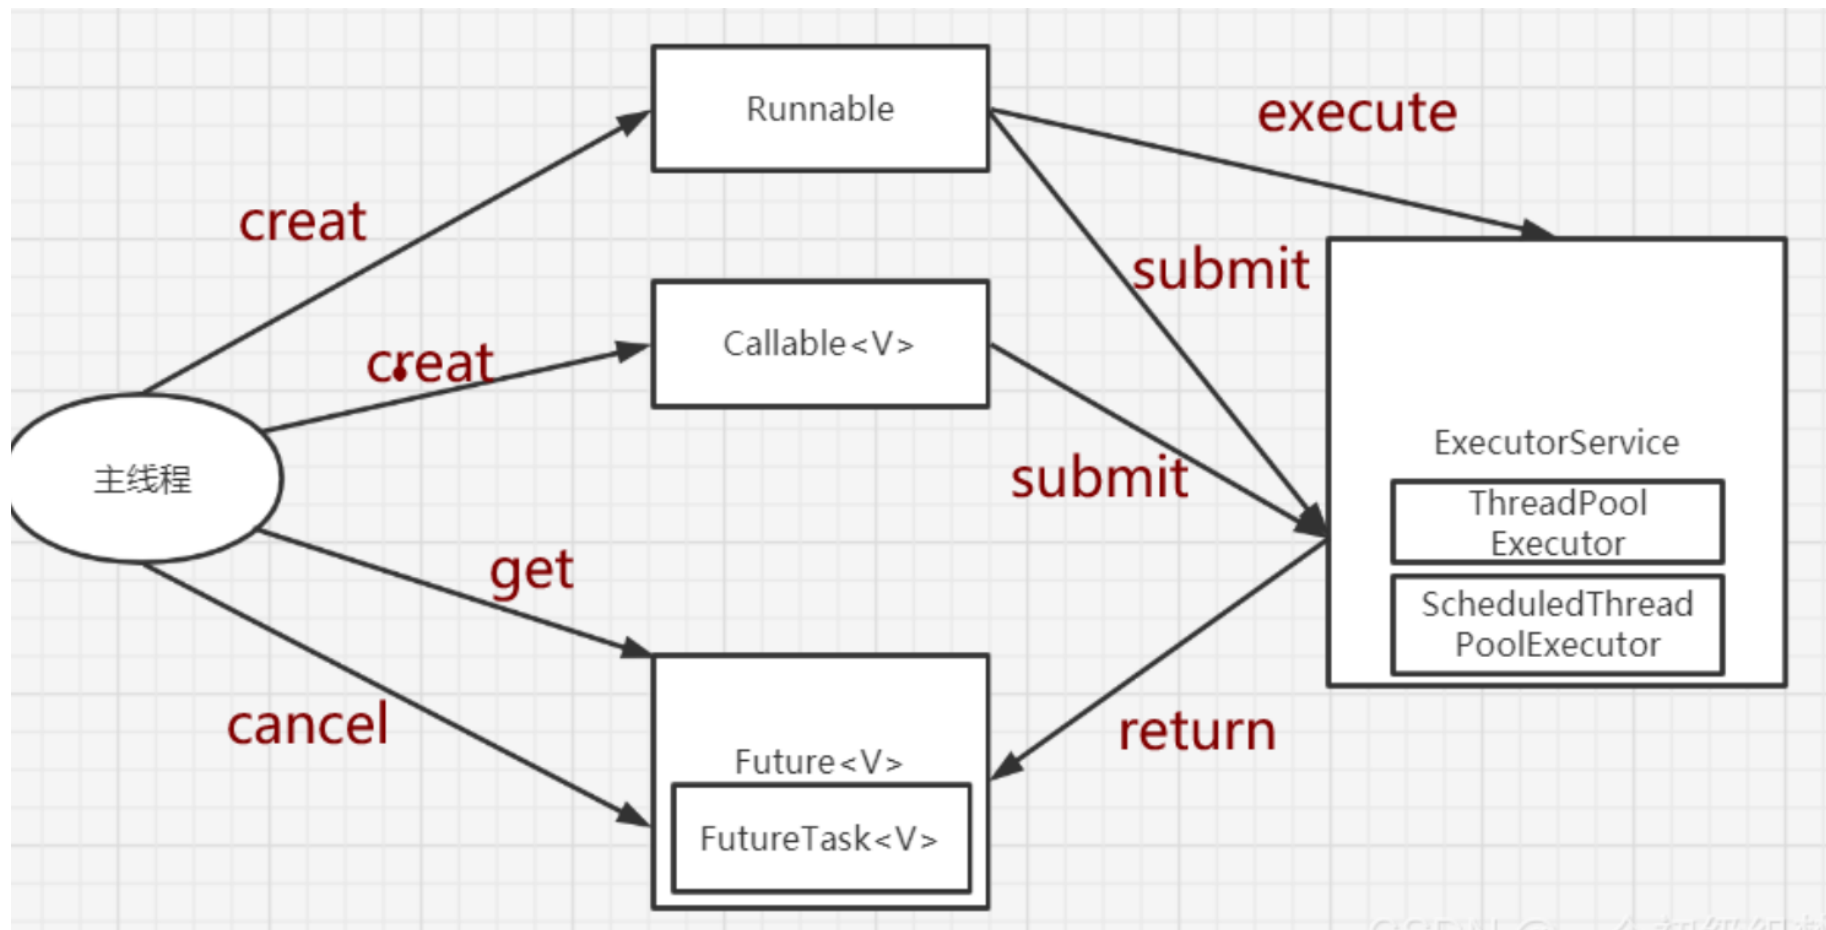 Runnable
execute
creat
submit
Callable<V>
creat
ExecutorService
主线程
submit
ThreadPool
Executor
get
ScheduledThread
PoolExecutor
cancel
return
Future<V>
FutureTask<V>